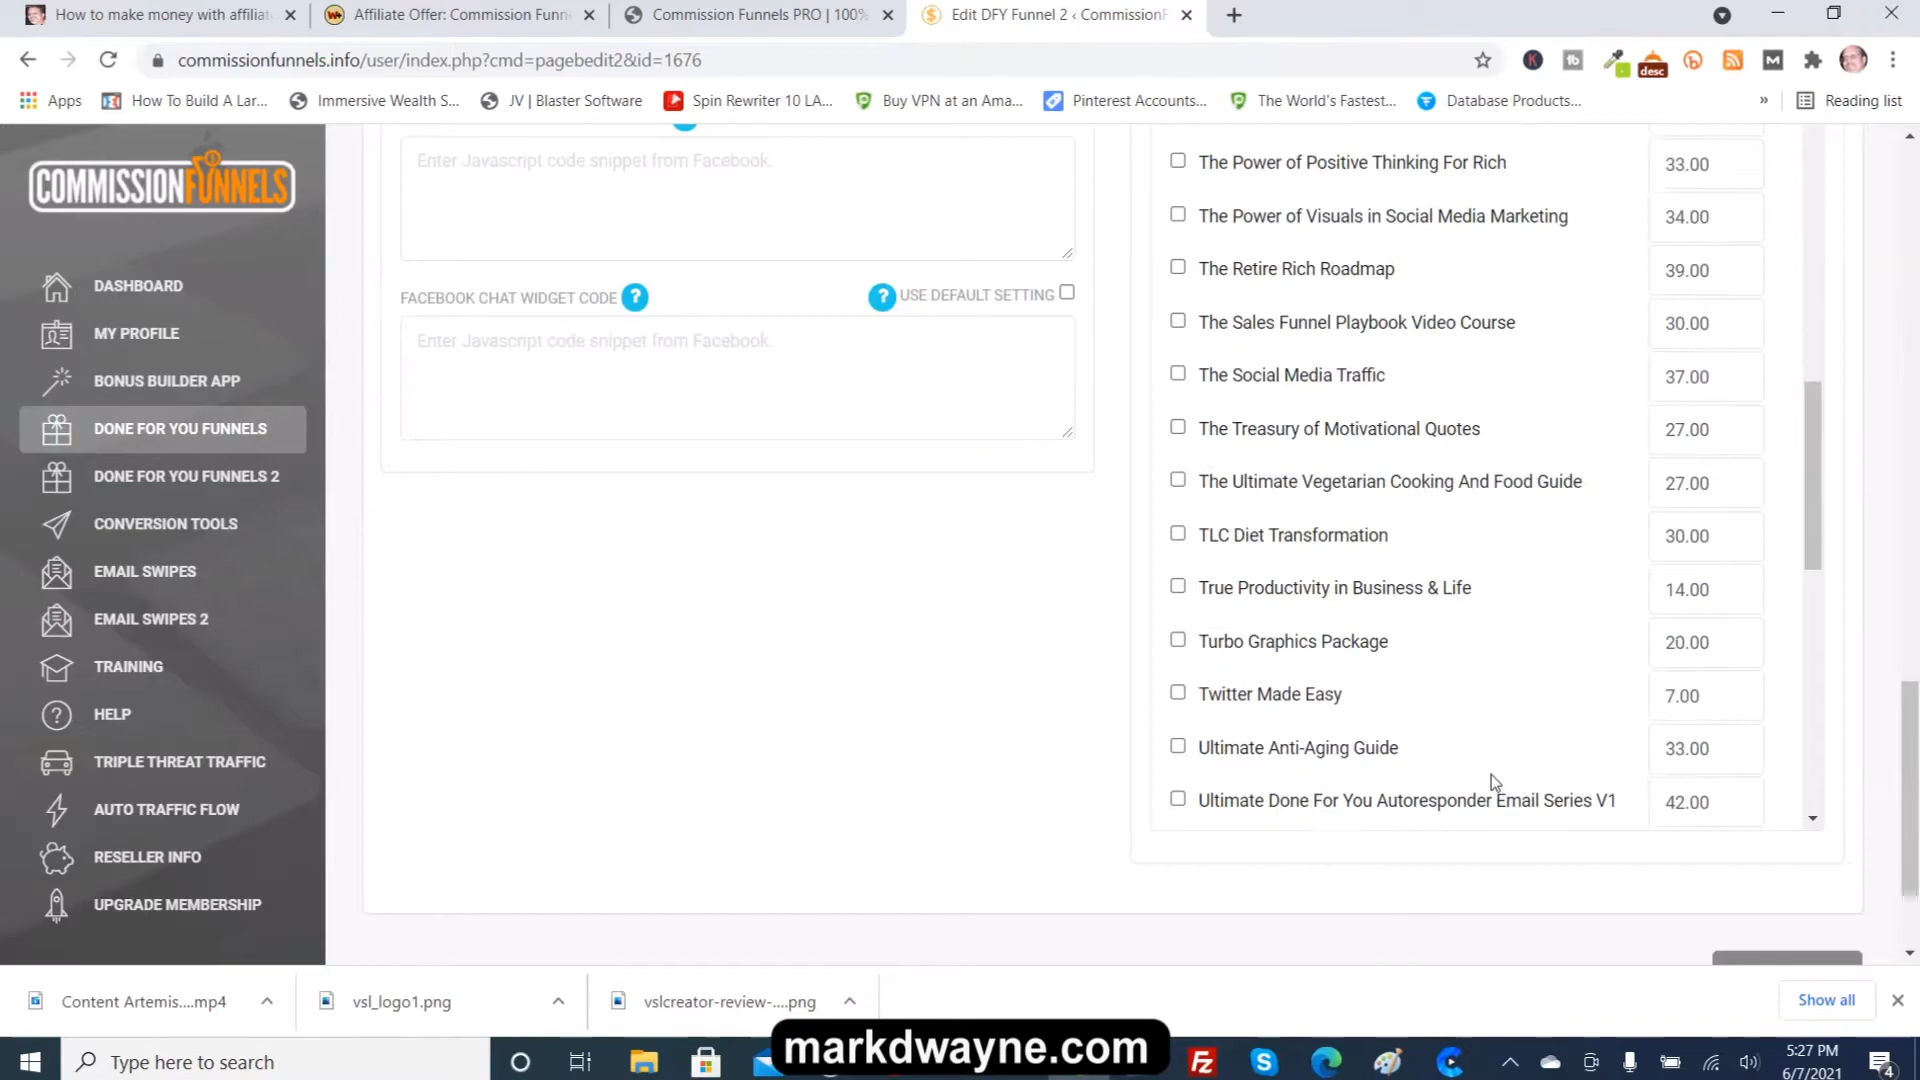 How to make money with affiliat
Affiliate Offer: Commission Funn
Commission Funnels PRO | 100%
Edit DFY Funnel 2 ‹ CommissionF
commissionfunnels.info/user/index.php?cmd=pagebedit2&id=1676
K
tb
desc
M
Apps
How To Build A Lar...
Immersive Wealth S...
JV | Blaster Software
Spin Rewriter 10 LA...
Buy VPN at an Ama...
Pinterest Accounts...
The World's Fastest...
Database Products...
»
Reading list
COMMISSIONFUNNELS
DASHBOARD
MY PROFILE
BONUS BUILDER APP
DONE FOR YOU FUNNELS
DONE FOR YOU FUNNELS 2
CONVERSION TOOLS
EMAIL SWIPES
EMAIL SWIPES 2
TRAINING
HELP
TRIPLE THREAT TRAFFIC
AUTO TRAFFIC FLOW
RESELLER INFO
UPGRADE MEMBERSHIP
Enter Javascript code snippet from Facebook.
FACEBOOK CHAT WIDGET CODE ? ? USE DEFAULT SETTING
Enter Javascript code snippet from Facebook.
The Power of Positive Thinking For Rich 33.00
The Power of Visuals in Social Media Marketing 34.00
The Retire Rich Roadmap 39.00
The Sales Funnel Playbook Video Course 30.00
The Social Media Traffic 37.00
The Treasury of Motivational Quotes 27.00
The Ultimate Vegetarian Cooking And Food Guide 27.00
TLC Diet Transformation 30.00
True Productivity in Business & Life 14.00
Turbo Graphics Package 20.00
Twitter Made Easy 7.00
Ultimate Anti-Aging Guide 33.00
Ultimate Done For You Autoresponder Email Series V1 42.00
Content Artemis....mp4
vsl_logo1.png
vslcreator-review-....png
Show all
markdwayne.com
Type here to search
5:27 PM
6/7/2021
4